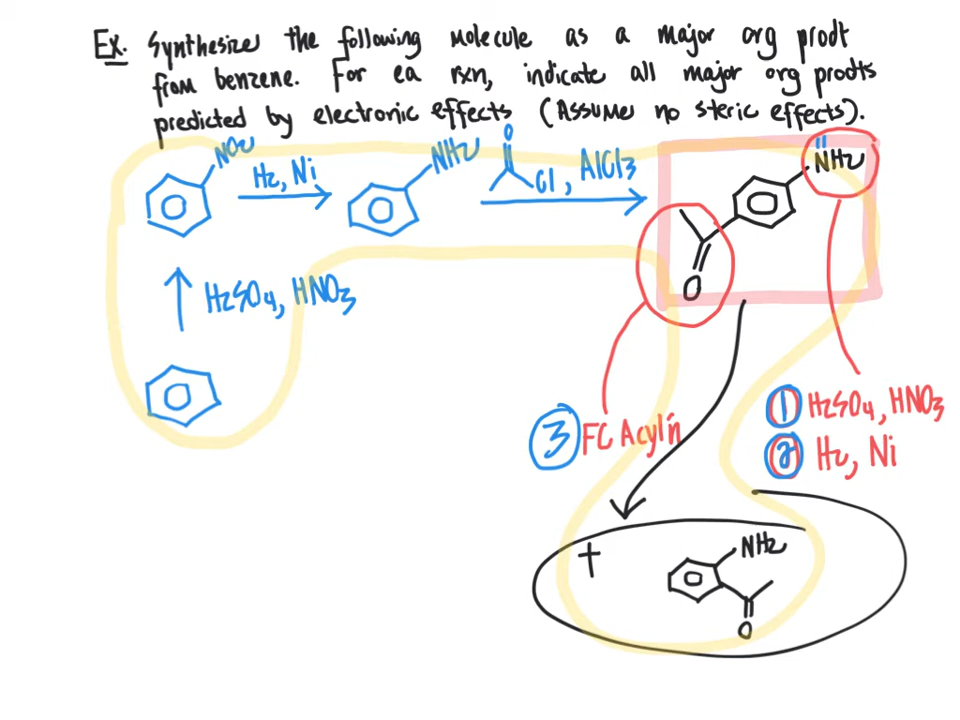 Ex. Synthesize the following molecule as a major org prodt
from benzene. For ea rxn, indicate all major org prodts
predicted by electronic effects (Assume no steric effects).
NO2
H2, Ni
NH2
O
Cl, AlCl3
NH2
O
H2SO4, HNO3
① H2SO4, HNO3
② H2, Ni
③ FC Acyl'n
+
NH2
O